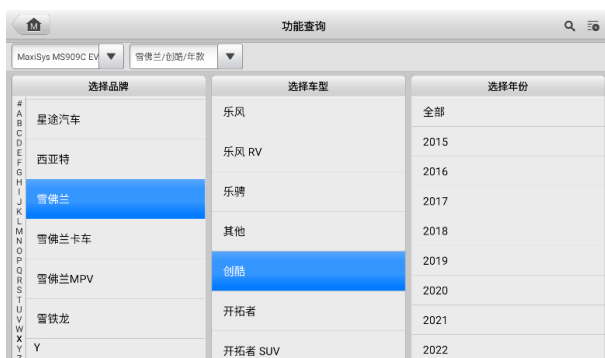 M
功能查询
MaxiSys MS909C EV
雪佛兰/创酷/年款
选择品牌
选择车型
选择年份
#
A
B
C
D
E
F
G
H
I
J
K
L
M
N
O
P
Q
R
S
T
U
V
W
X
Y
Z
星途汽车
西亚特
雪佛兰
雪佛兰卡车
雪佛兰MPV
雪铁龙
Y
乐风
乐风 RV
乐骋
其他
创酷
开拓者
开拓者 SUV
全部
2015
2016
2017
2018
2019
2020
2021
2022